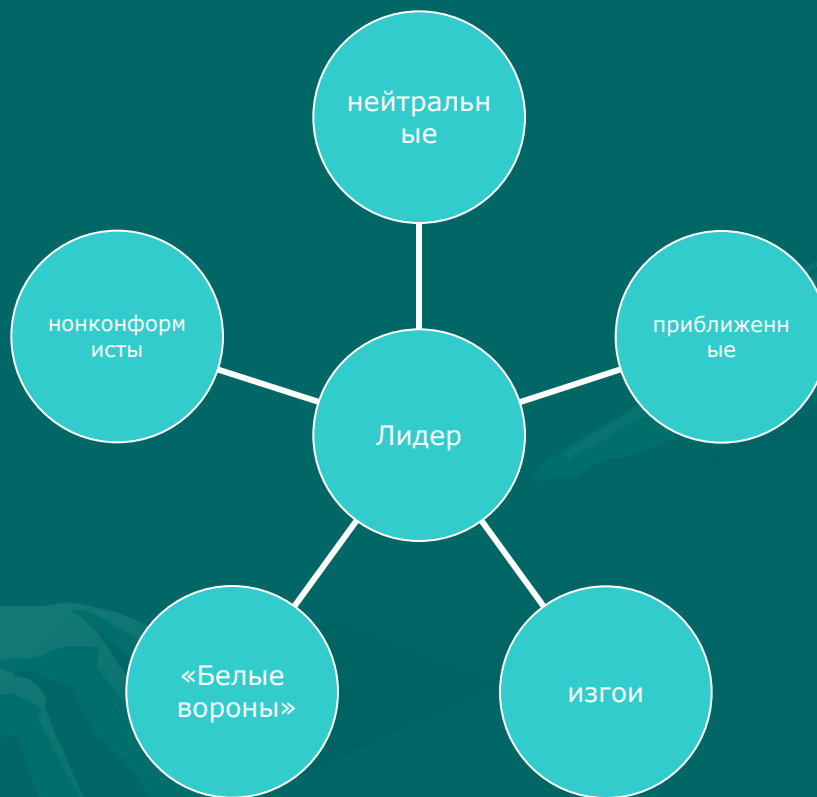 нейтральн
ые
нонконформ
исты
приближенн
ые
Лидер
«Белые
вороны»
изгои